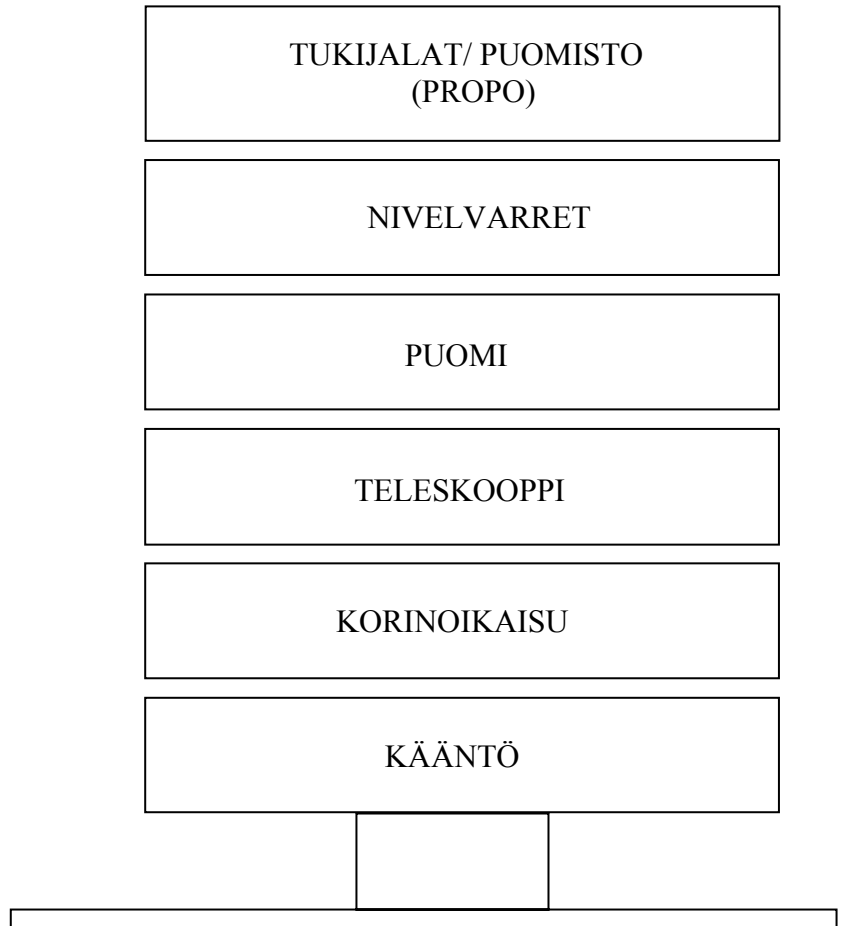 TUKIJALAT/ PUOMISTO
(PROPO)
NIVELVARRET
PUOMI
TELESKOOPPI
KORINOIKAISU
KÄÄNTÖ